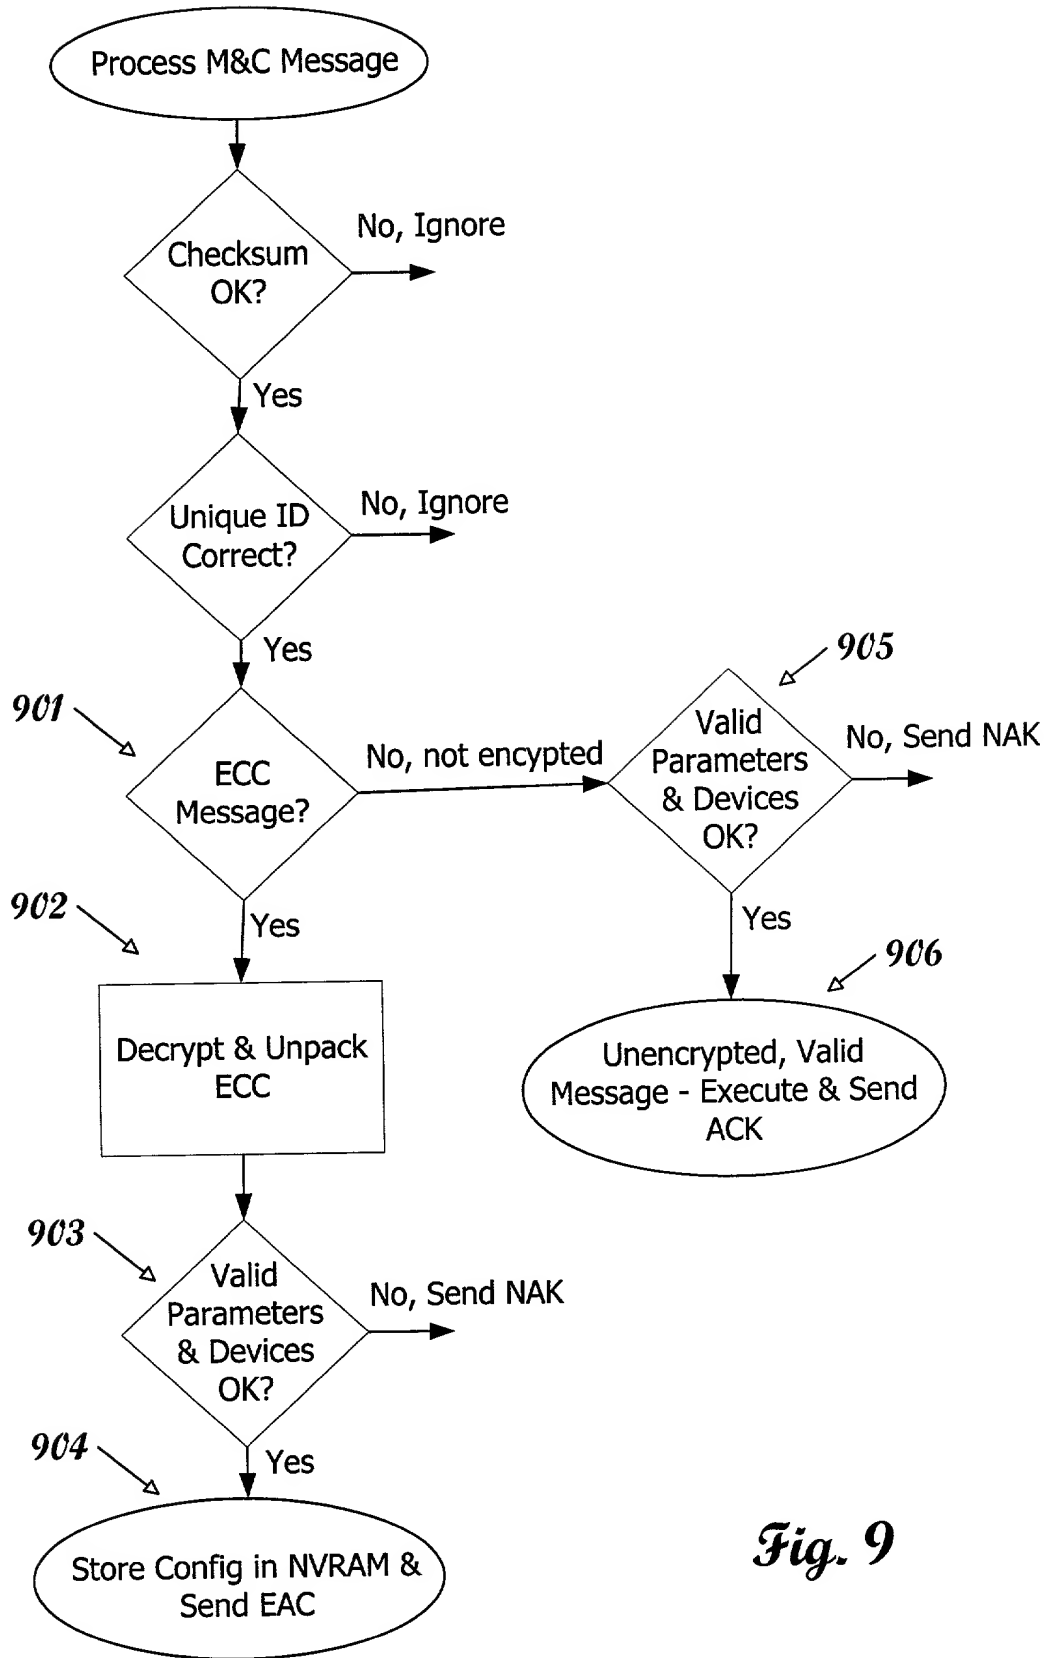 Process M&C Message
Checksum
OK?
No, Ignore
Yes
Unique ID
Correct?
No, Ignore
Yes
901
ECC
Message?
No, not encypted
905
Valid
Parameters
& Devices
OK?
No, Send NAK
Yes
906
Unencrypted, Valid
Message - Execute & Send
ACK
902
Yes
Decrypt & Unpack
ECC
903
Valid
Parameters
& Devices
OK?
No, Send NAK
904
Yes
Store Config in NVRAM &
Send EAC
Fig. 9